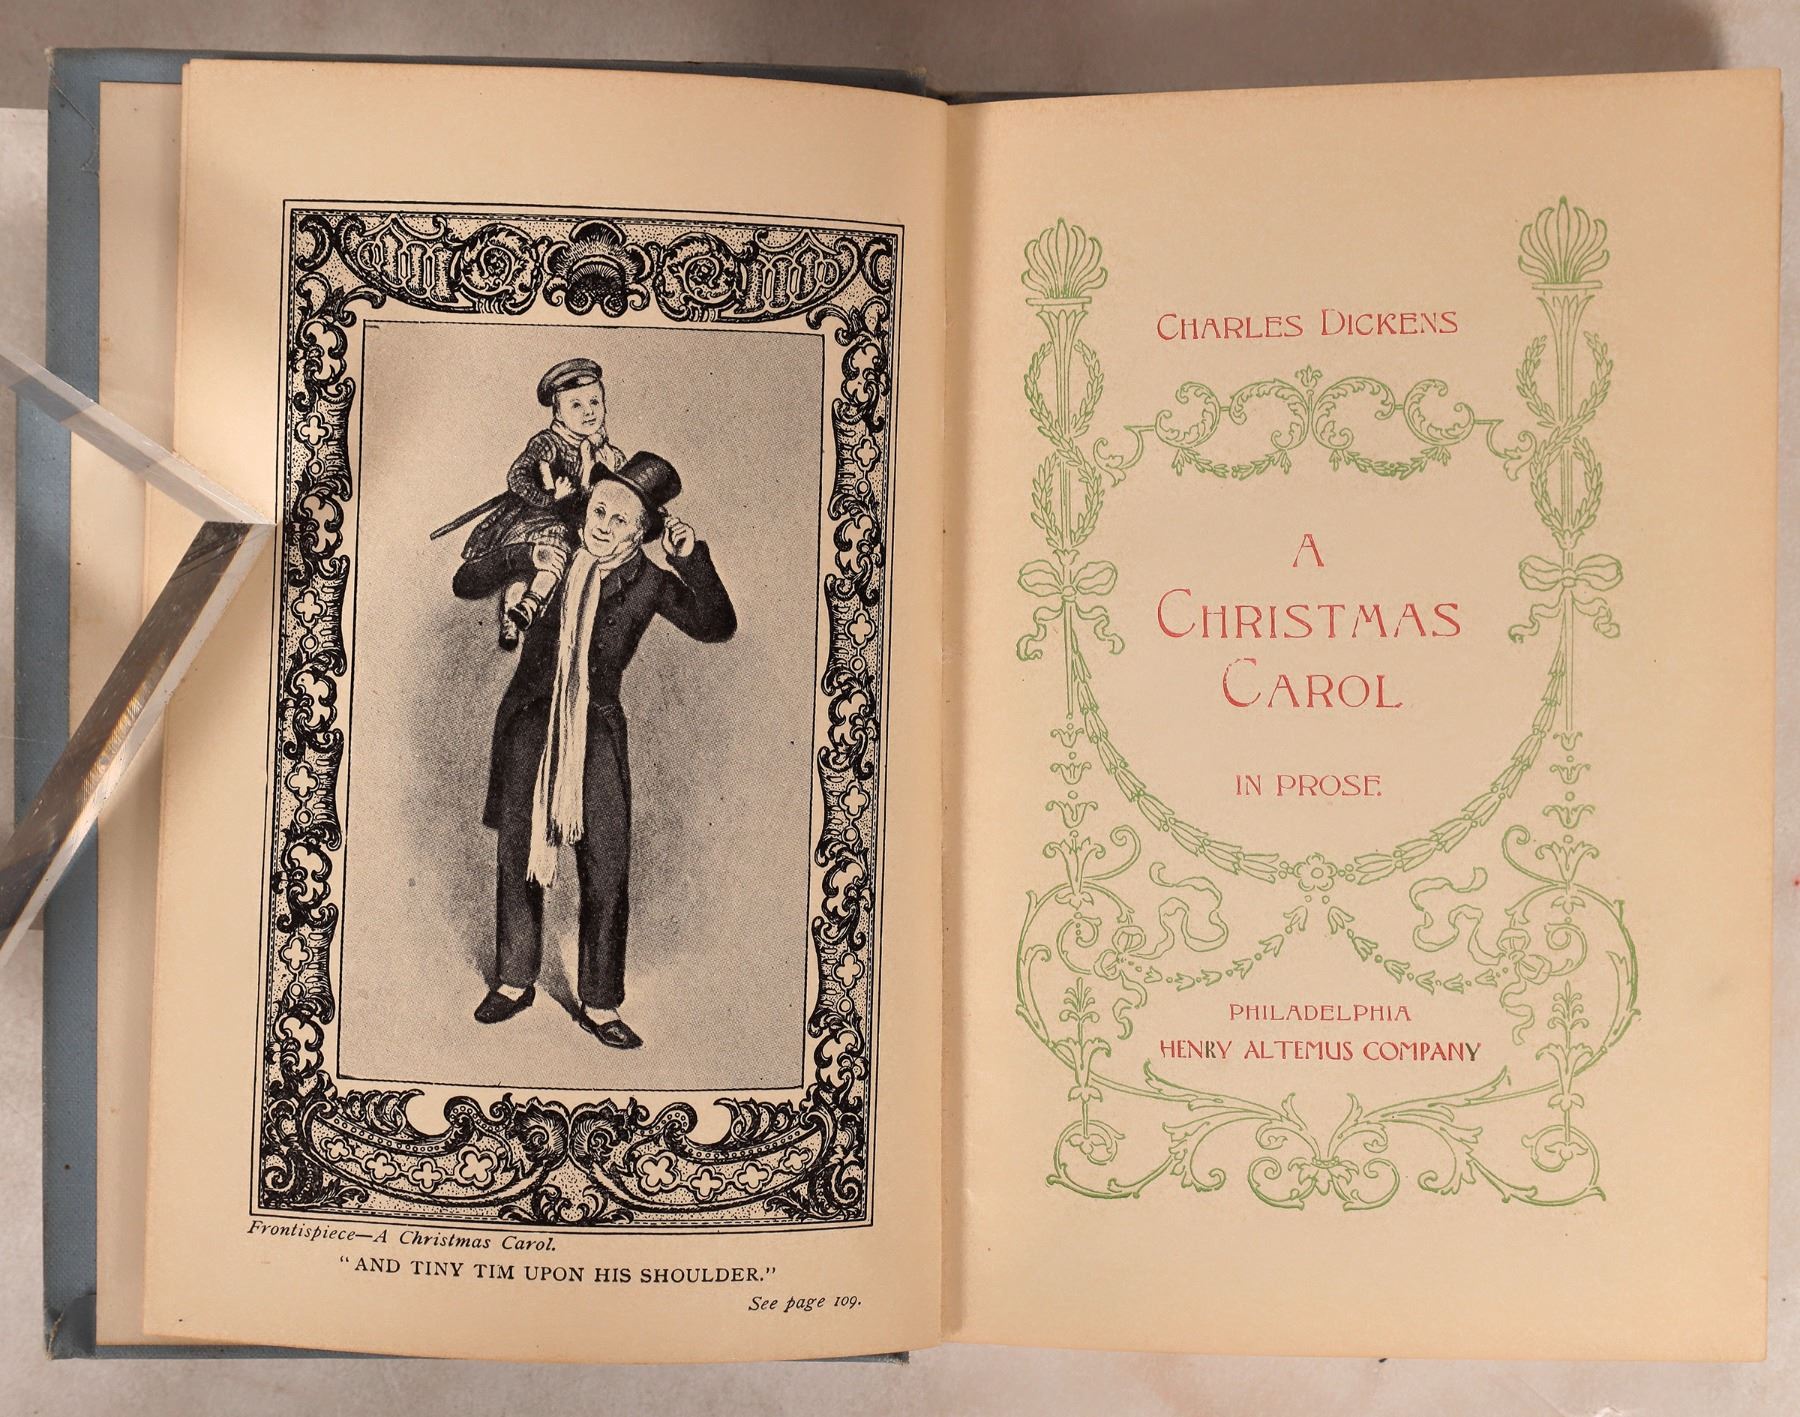 Frontispiece—A Christmas Carol.
“AND TINY TIM UPON HIS SHOULDER.”
See page 109.
CHARLES DICKENS
A
CHRISTMAS
CAROL
IN PROSE
PHILADELPHIA
HENRY ALTEMUS COMPANY